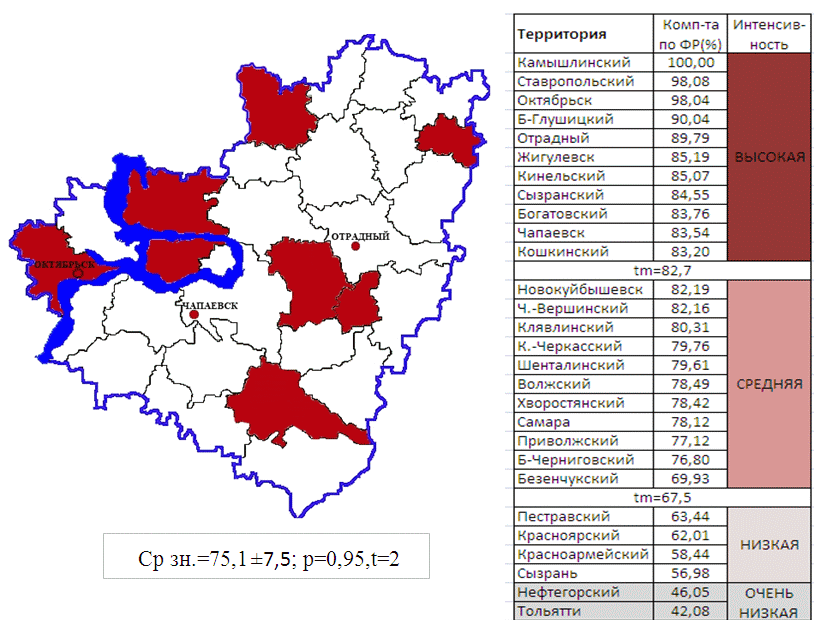 ОТРАДНЫЙ
ОКТЯБРЬСК
ЧАПАЕВСК
Ср зн.=75,1±7,5; p=0,95,t=2
Территория Комп-та по ФР(%) Интенсив-ность
Камышлинский 100,00
Ставропольский 98,08
Октябрьск 98,04
Б-Глушицкий 90,04
Отрадный 89,79
Жигулевск 85,19
ВЫСОКАЯ
Кинельский 85,07
Сызранский 84,55
Богатовский 83,76
Чапаевск 83,54
Кошкинский 83,20
tm=82,7
Новокуйбышевск 82,19
Ч.-Вершинский 82,16
Клявлинский 80,31
К.-Черкасский 79,76
Шенталинский 79,61
Волжский 78,49
СРЕДНЯЯ
Хворостянский 78,42
Самара 78,12
Приволжский 77,12
Б-Черниговский 76,80
Безенчукский 69,93
tm=67,5
Пестравский 63,44
Красноярский 62,01
НИЗКАЯ
Красноармейский 58,44
Сызрань 56,98
Нефтегорский 46,05 ОЧЕНЬ
Тольятти 42,08 НИЗКАЯ